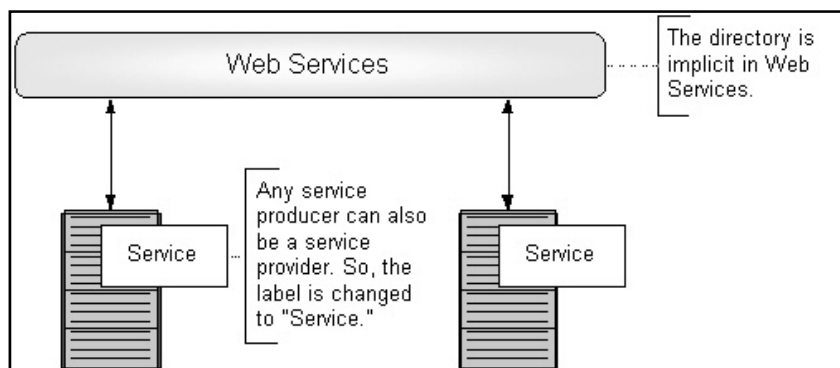 Web Services
The directory is
implicit in Web
Services.
Any service
producer can also
be a service
provider. So, the
label is changed
to "Service."
Service
Service